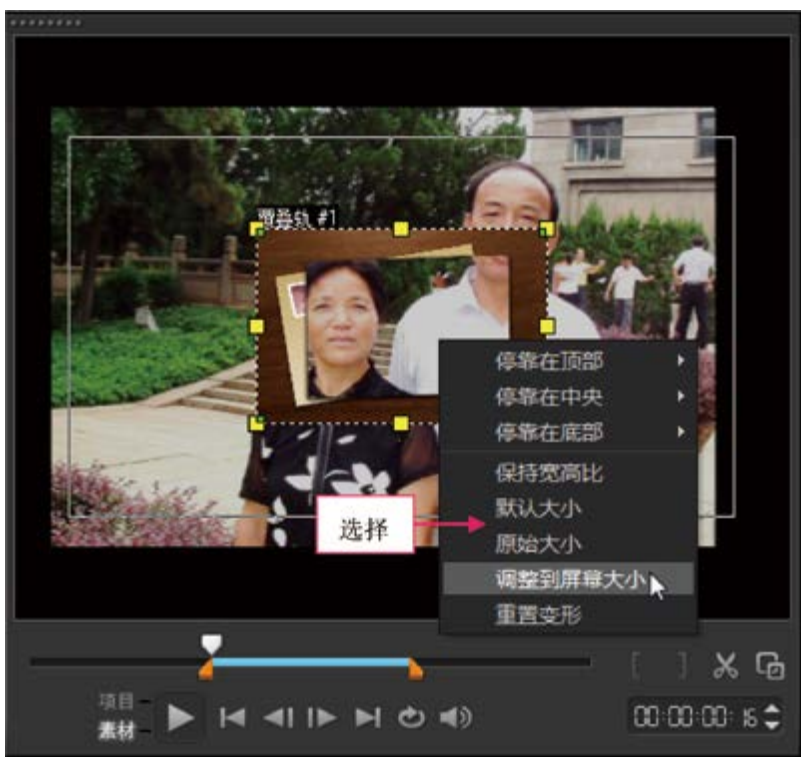 覆叠轨 #1
停靠在顶部
停靠在中央
停靠在底部
保持宽高比
默认大小
选择
原始大小
调整到屏幕大小
重置变形
项目
素材
00:00:00:16